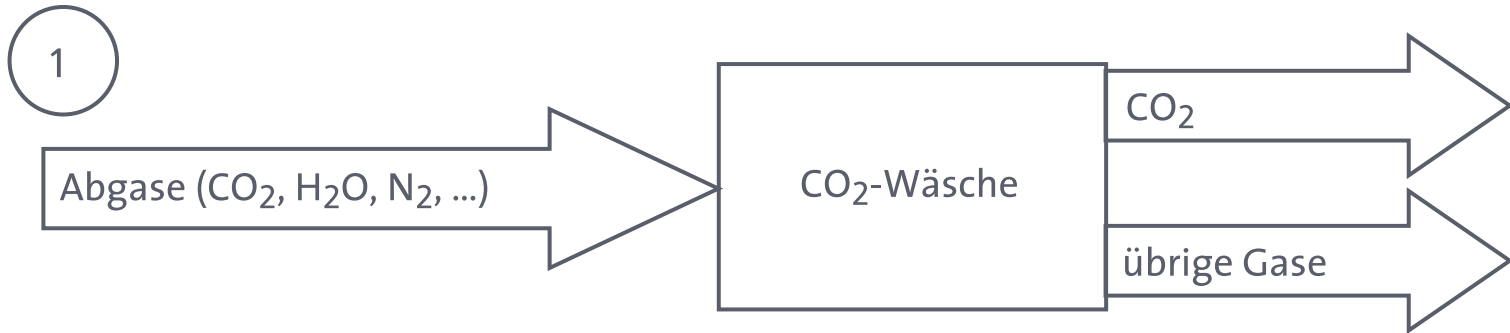 1
Abgase (CO₂, H₂O, N₂, ...)
CO₂-Wäsche
CO₂
übrige Gase